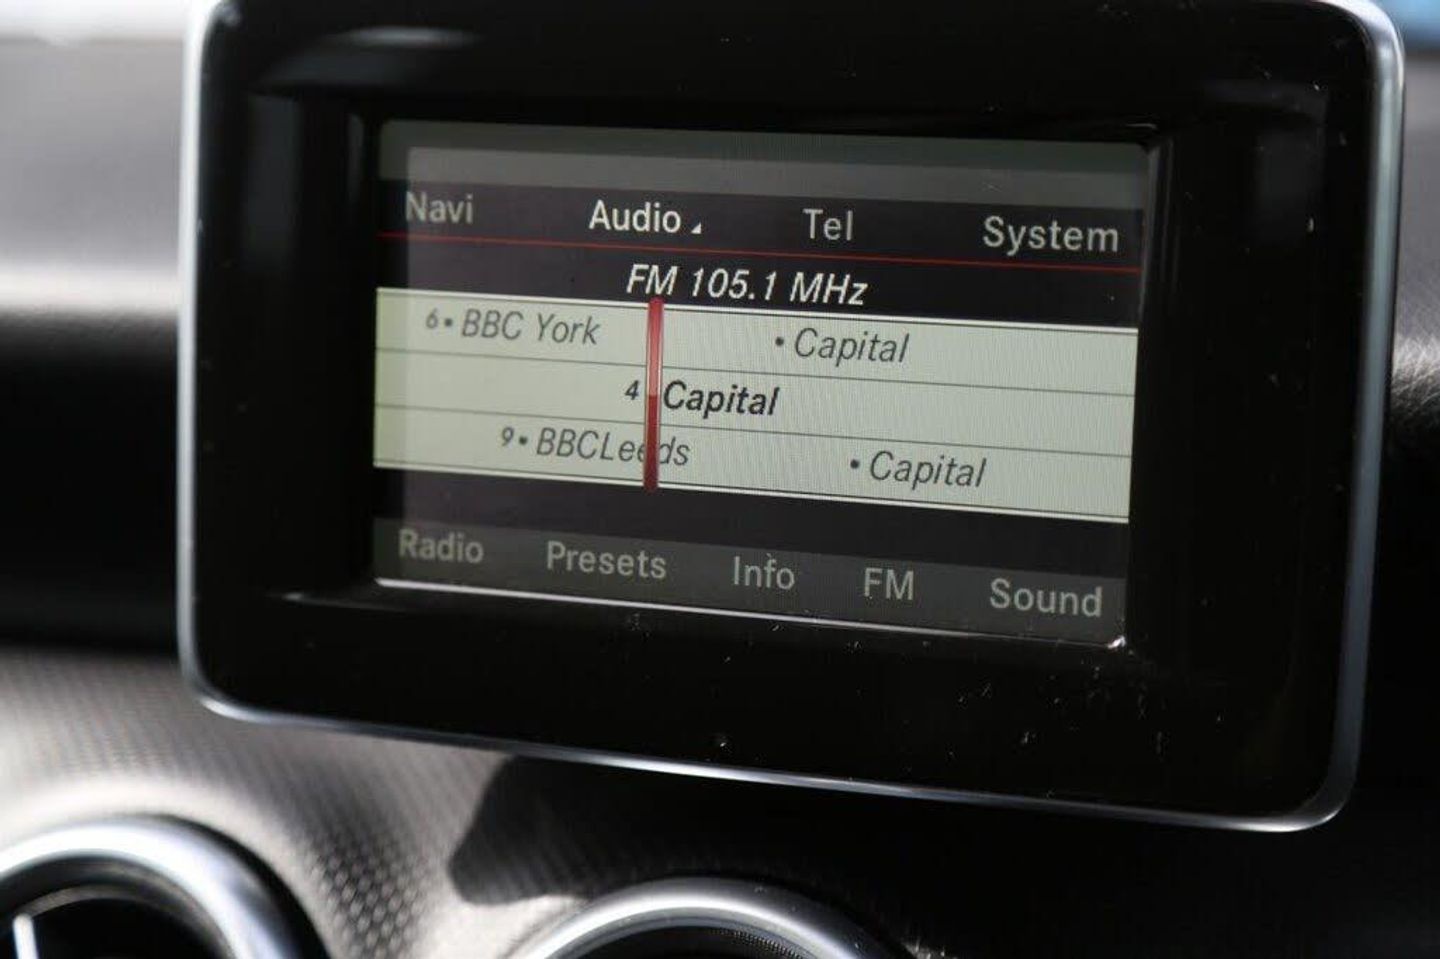 Navi Audio Tel System
FM 105.1 MHz
6• BBC York • Capital
4 Capital
9• BBCLeeds • Capital
Radio Presets Info FM Sound